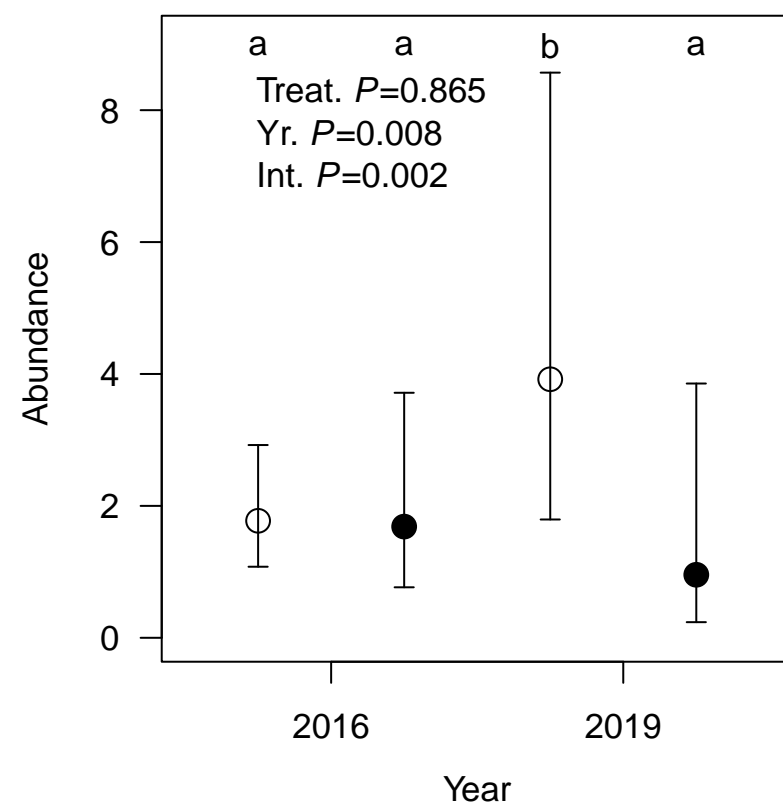 a a b a
Treat. P=0.865
Yr. P=0.008
Int. P=0.002
8
6
4
2
0
Abundance
2016 2019
Year